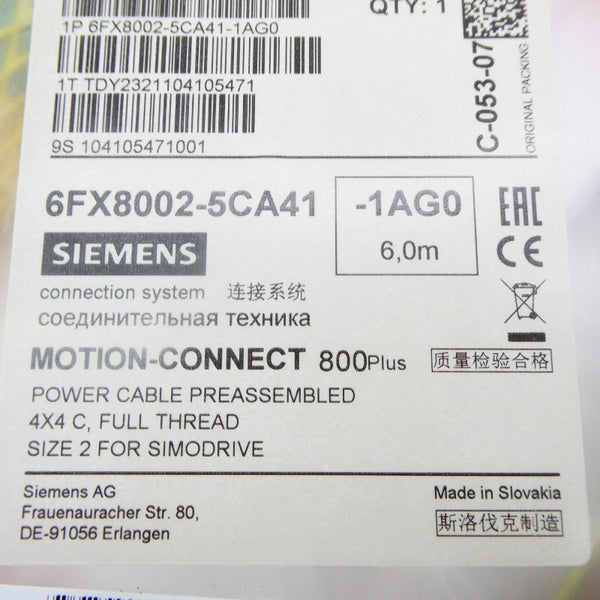 QTY: 1
1P 6FX8002-5CA41-1AG0
1T TDY2321104105471
9S 104105471001
C-053-07
ORIGINAL PACKING
6FX8002-5CA41 -1AG0
6,0m
EAC
CE
SIEMENS
connection system 连接系统
соединительная техника
MOTION-CONNECT 800Plus
质量检验合格
POWER CABLE PREASSEMBLED
4X4 C, FULL THREAD
SIZE 2 FOR SIMODRIVE
Siemens AG
Frauenauracher Str. 80,
DE-91056 Erlangen
Made in Slovakia
斯洛伐克制造